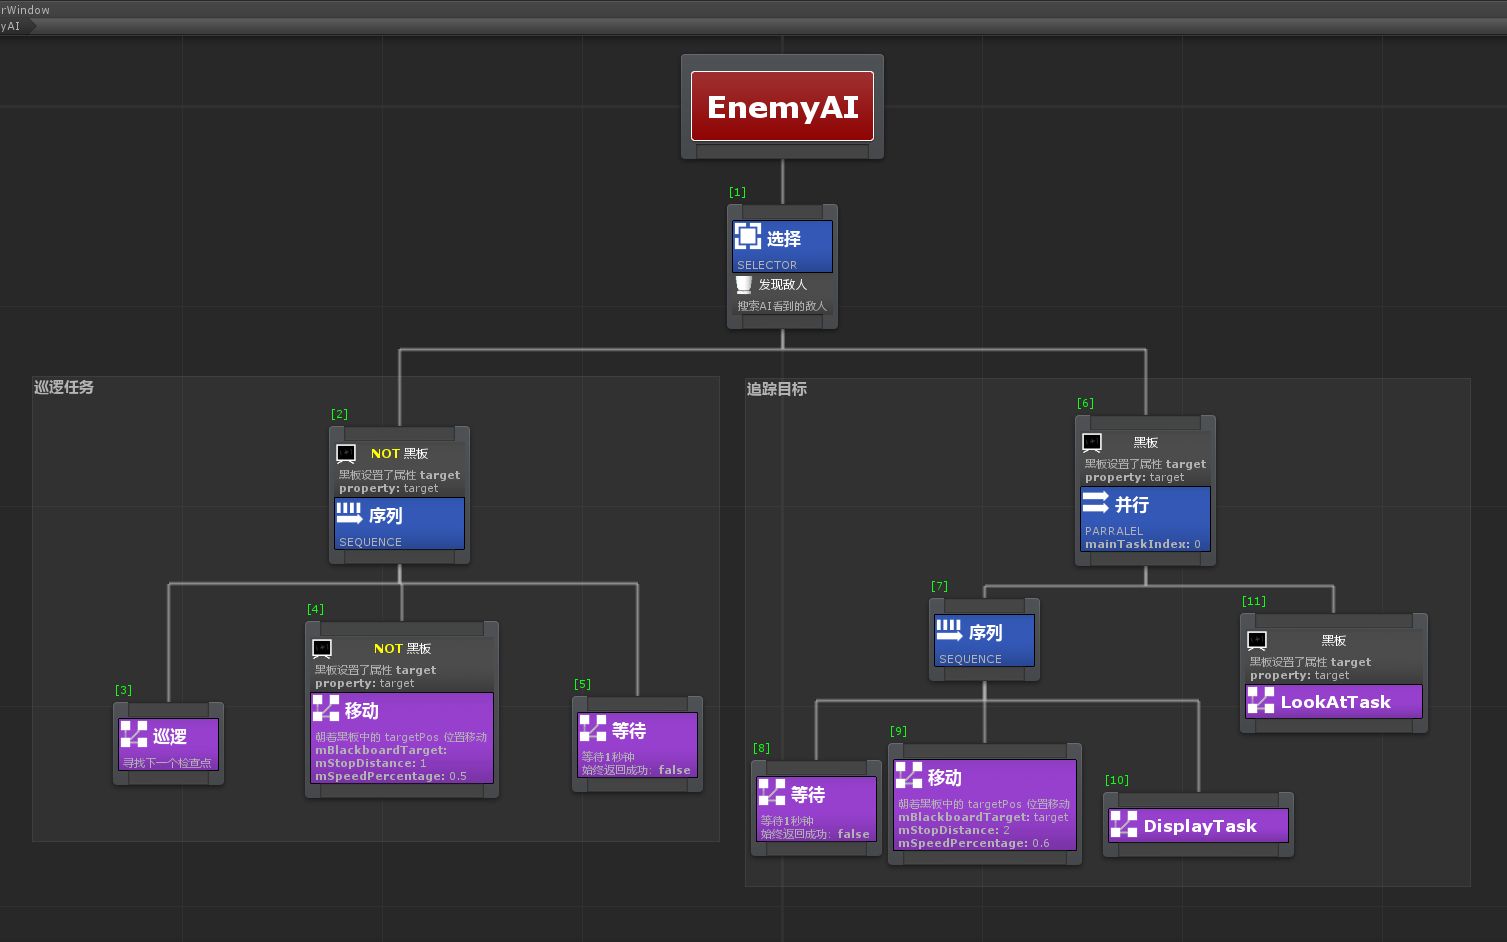 rWindow
yAI
EnemyAI
[1]
选择
SELECTOR
发现敌人
搜索AI看到的敌人
巡逻任务
[2]
NOT 黑板
黑板设置了属性 target
property: target
序列
SEQUENCE
[3]
巡逻
寻找下一个检查点
[4]
NOT 黑板
黑板设置了属性 target
property: target
移动
朝着黑板中的 targetPos 位置移动
mBlackboardTarget:
mStopDistance: 1
mSpeedPercentage: 0.5
[5]
等待
等待1秒钟
始终返回成功: false
追踪目标
[6]
黑板
黑板设置了属性 target
property: target
并行
PARRALEL
mainTaskIndex: 0
[7]
序列
SEQUENCE
[8]
等待
等待1秒钟
始终返回成功: false
[9]
移动
朝着黑板中的 targetPos 位置移动
mBlackboardTarget: target
mStopDistance: 2
mSpeedPercentage: 0.6
[10]
DisplayTask
[11]
黑板
黑板设置了属性 target
property: target
LookAtTask